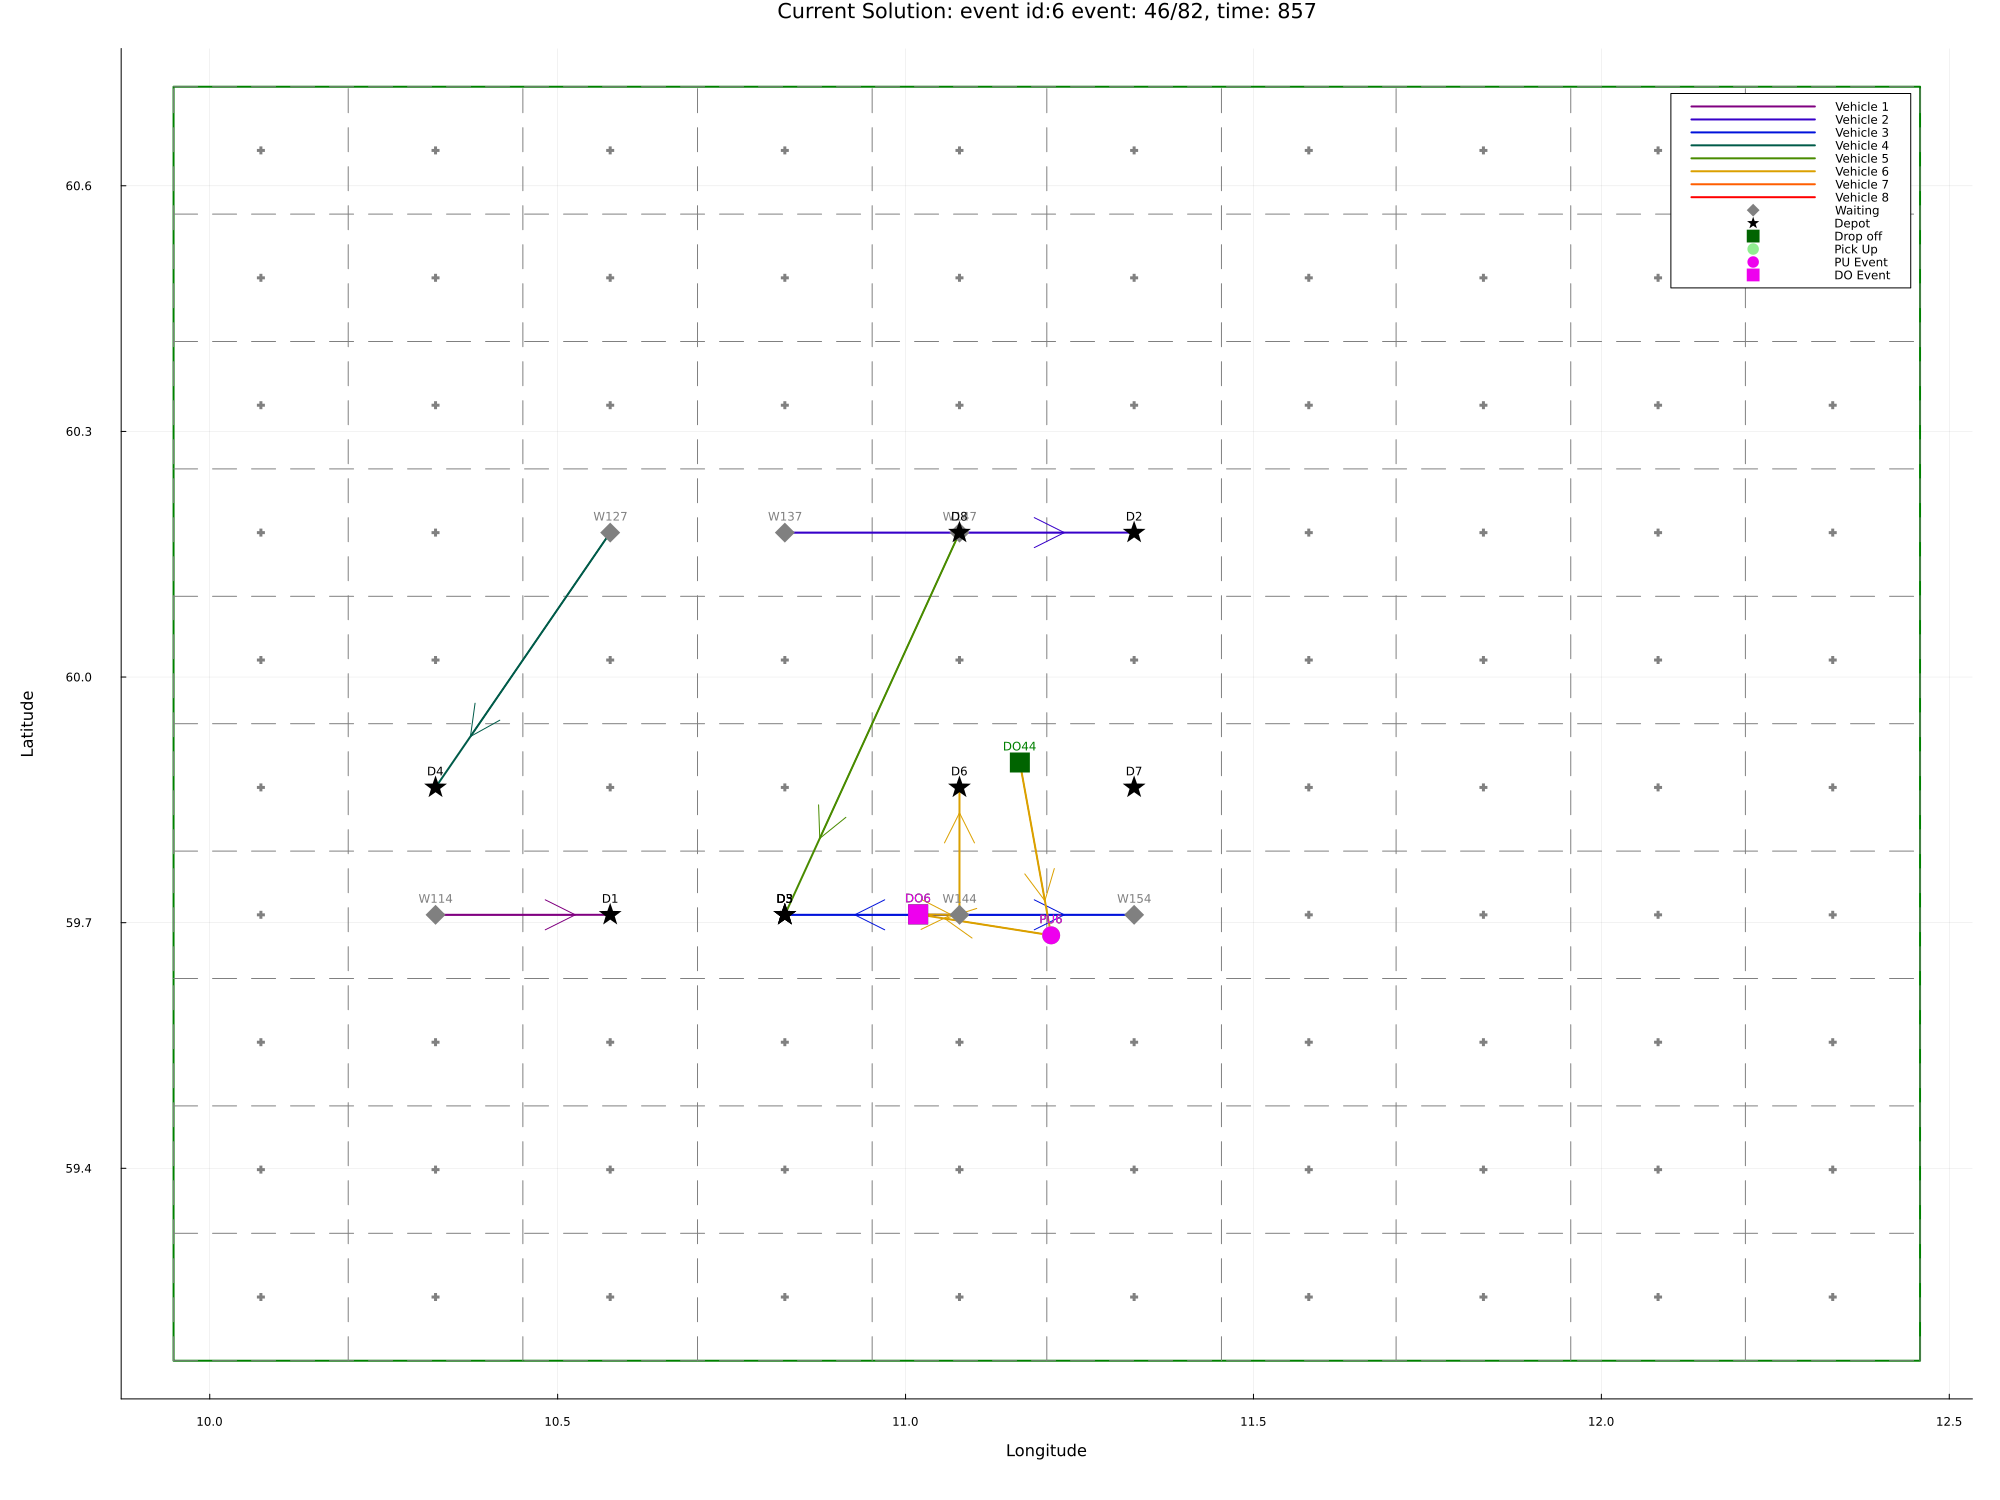 Current Solution: event id:6 event: 46/82, time: 857
Vehicle 1
Vehicle 2
Vehicle 3
Vehicle 4
Vehicle 5
Vehicle 6
Vehicle 7
Vehicle 8
Waiting
Depot
Drop off
Pick Up
PU Event
DO Event
60.6
60.3
60.0
59.7
59.4
Latitude
W127
W137
D8
D2
DO44
D4
D6
D7
W114
D1
DO6
W144
W154
PU6
10.0
10.5
11.0
11.5
12.0
12.5
Longitude